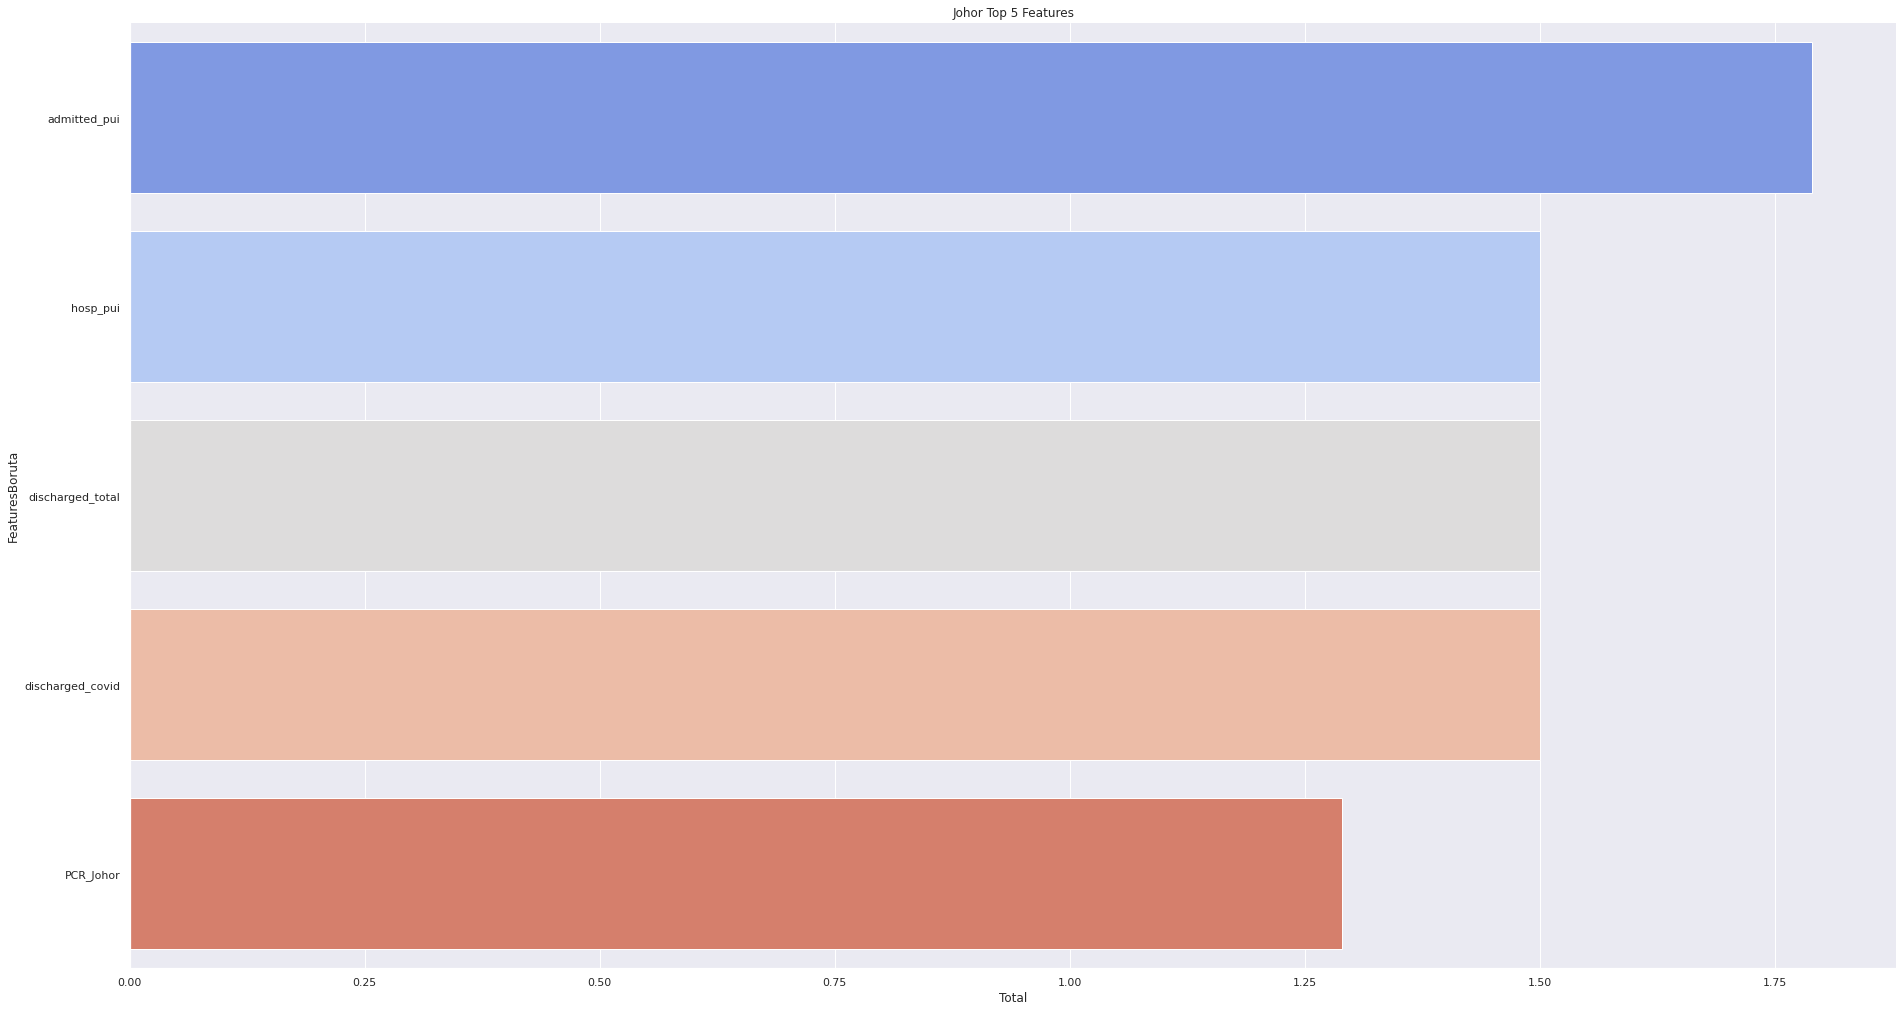 Johor Top 5 Features
admitted_pui
hosp_pui
discharged_total
discharged_covid
PCR_Johor
FeaturesBoruta
0.00 0.25 0.50 0.75 1.00 1.25 1.50 1.75
Total